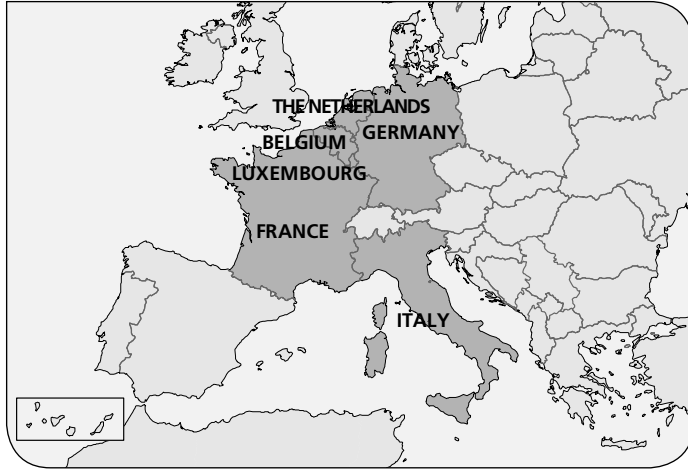 THE NETHERLANDS
GERMANY
BELGIUM
LUXEMBOURG
FRANCE
ITALY